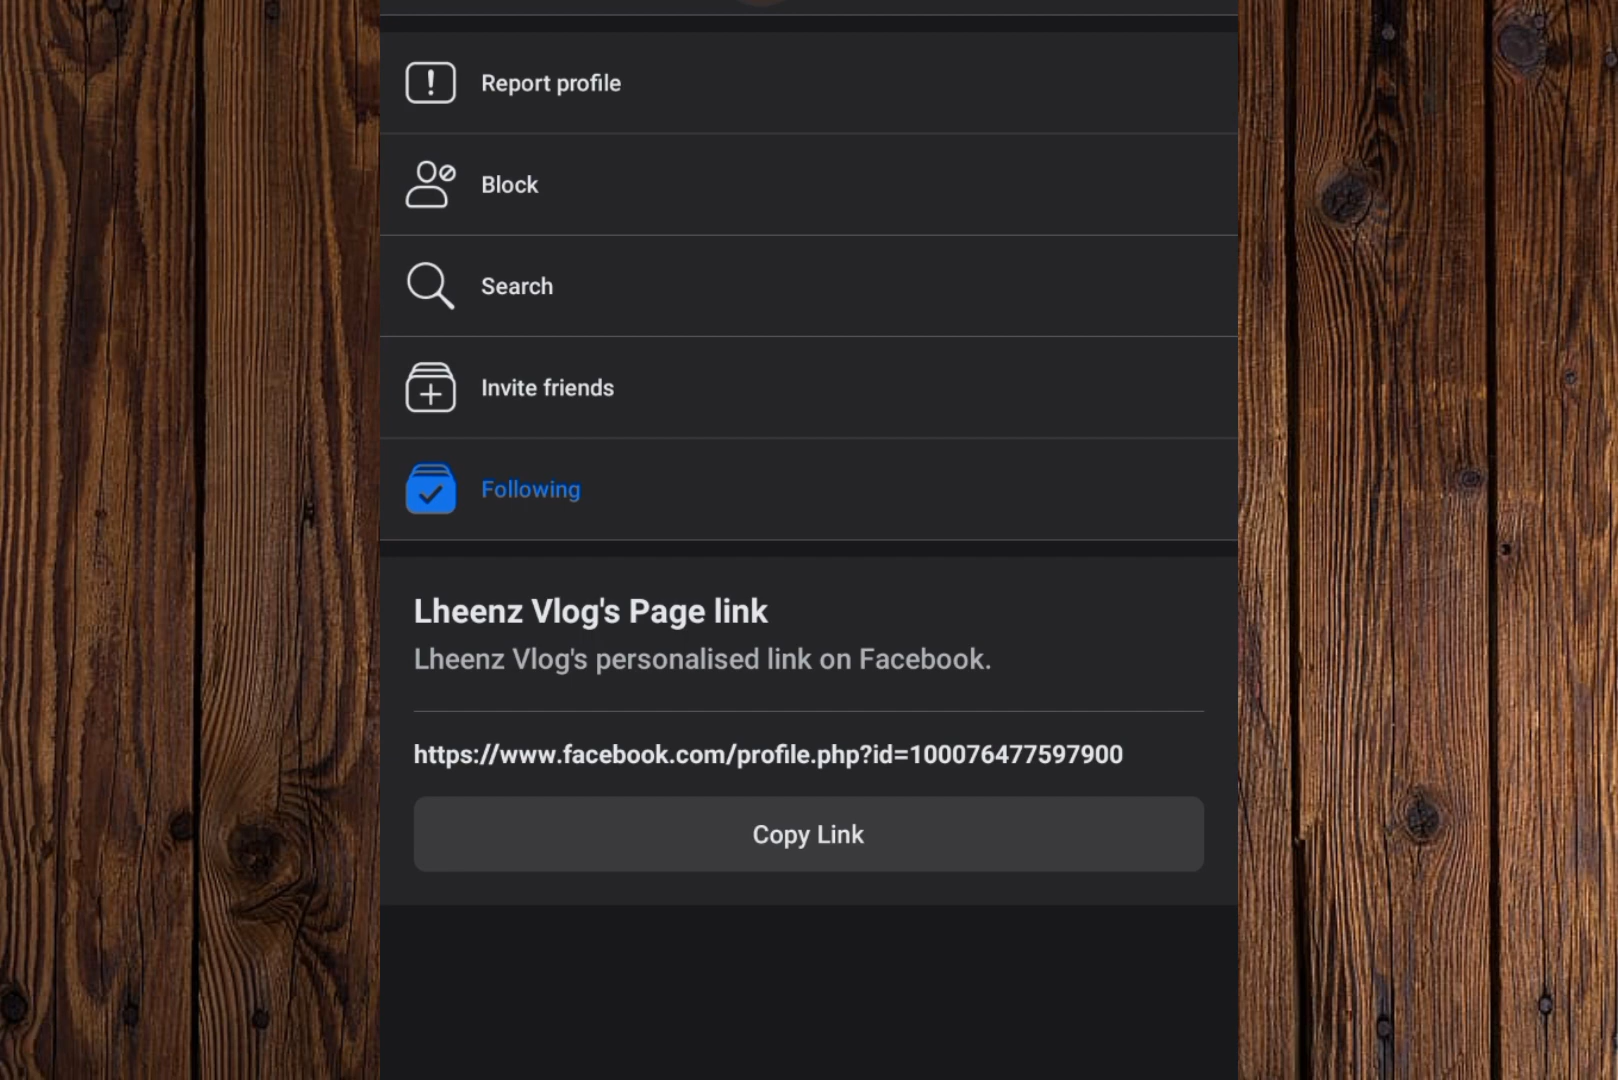 Report profile
Block
Search
Invite friends
Following
Lheenz Vlog's Page link
Lheenz Vlog's personalised link on Facebook.
https://www.facebook.com/profile.php?id=100076477597900
Copy Link